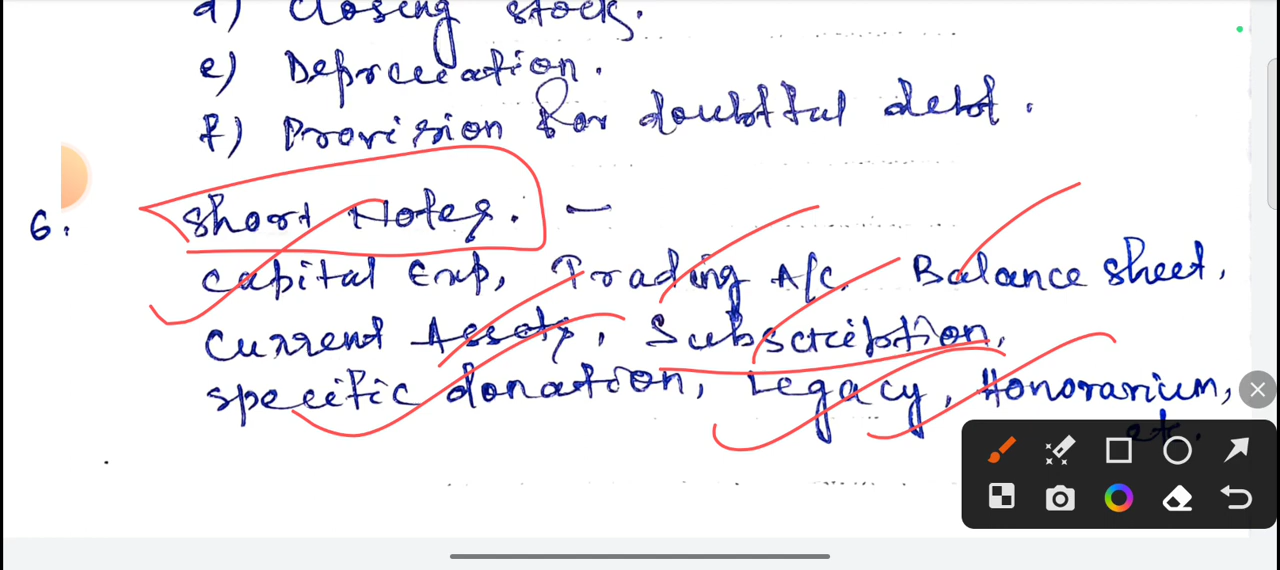 d) Closing stock.
e) Depreciation.
f) Provision for doubtful debt.
6. Short Notes. -
Capital Exp, Trading A/c. Balance sheet,
Current Assets, Subscription,
specific donation, Legacy, Honorarium,
etc.